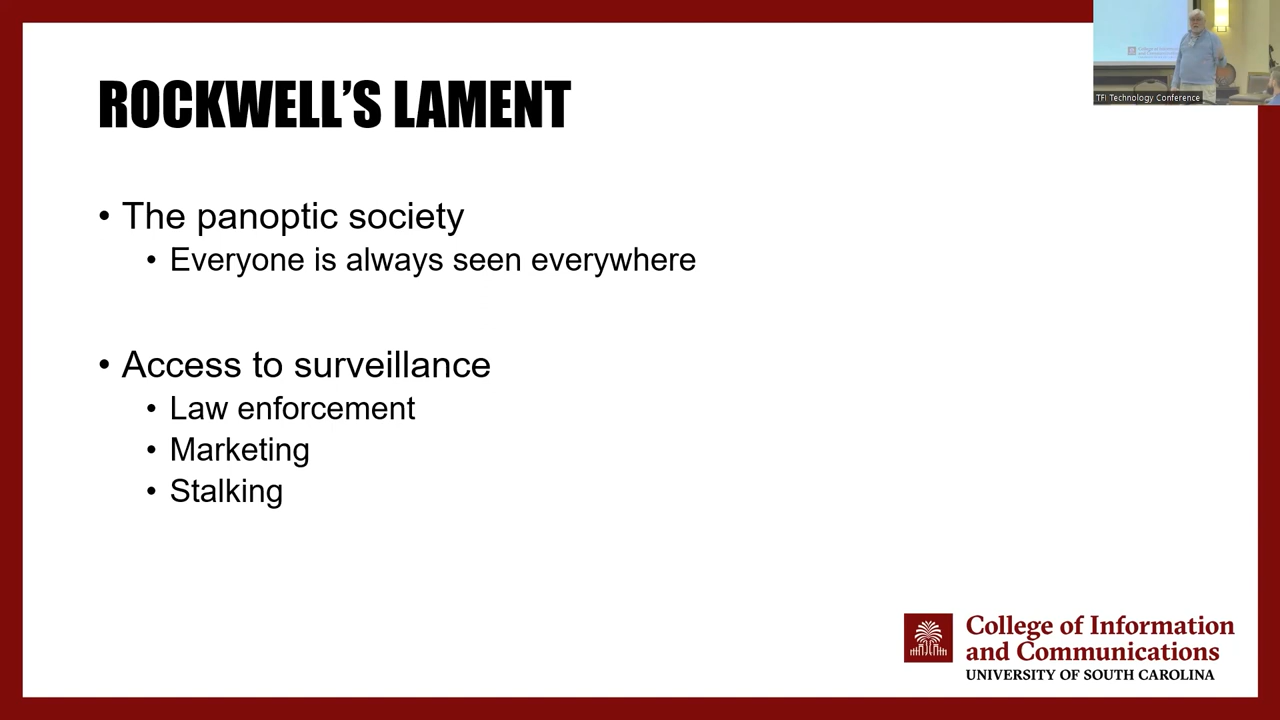 ROCKWELL’S LAMENT
• The panoptic society
• Everyone is always seen everywhere
• Access to surveillance
• Law enforcement
• Marketing
• Stalking
TFI Technology Conference
College of Information
and Communications
UNIVERSITY OF SOUTH CAROLINA